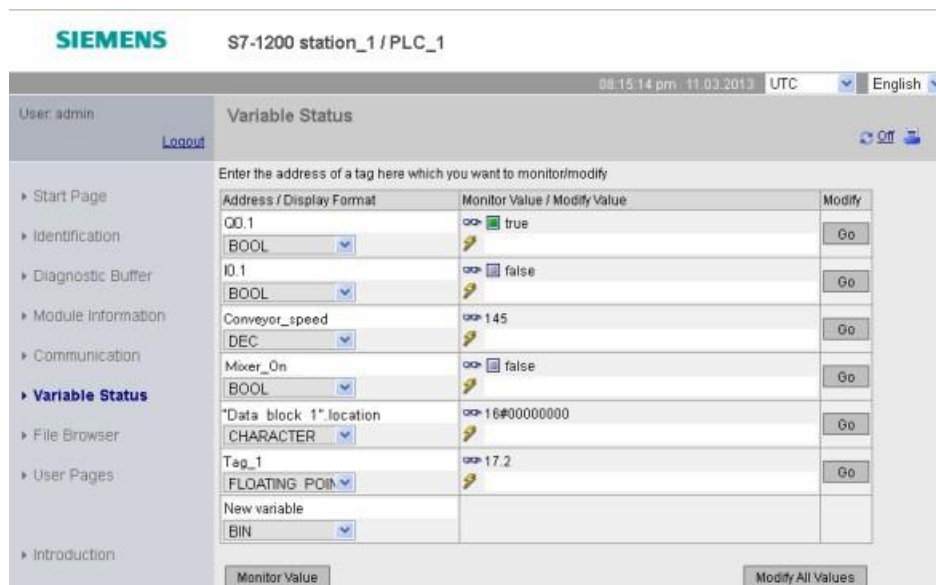 SIEMENS
S7-1200 station_1 / PLC_1
08:15:14 pm 11.03.2013 UTC English
User: admin
Logout
Variable Status
Off
Enter the address of a tag here which you want to monitor/modify
Start Page
Identification
Diagnostic Buffer
Module Information
Communication
Variable Status
File Browser
User Pages
Introduction
Address / Display Format Monitor Value / Modify Value Modify
Q0.1 true
BOOL Go
I0.1 false
BOOL Go
Conveyor_speed 145
DEC Go
Mixer_On false
BOOL Go
"Data block 1".location 16#00000000
CHARACTER Go
Tag_1 17.2
FLOATING POIN Go
New variable
BIN
Monitor Value Modify All Values